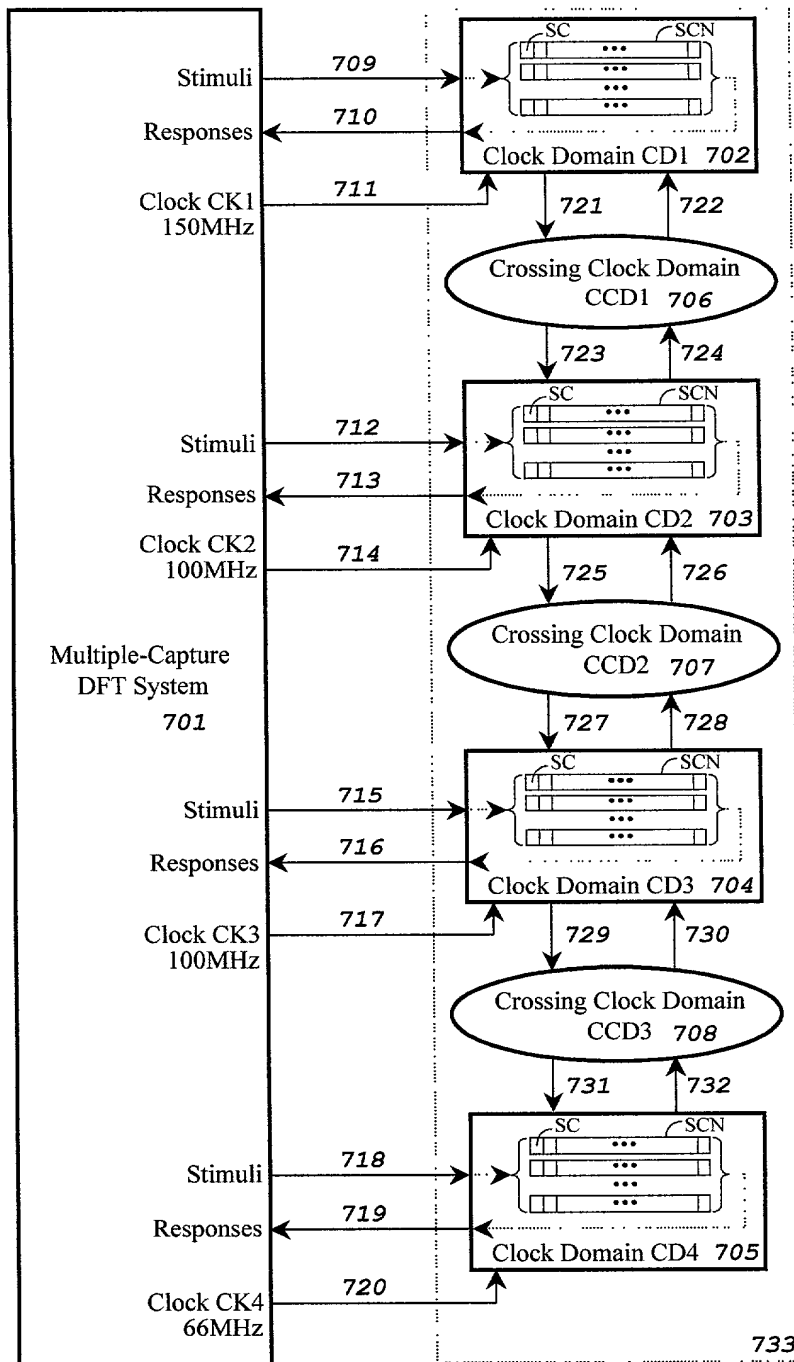 SC SCN
•••
Stimuli 709
•••
Responses 710
Clock Domain CD1 702
Clock CK1 711
150MHz
721 722
Crossing Clock Domain
CCD1 706
723 724
SC SCN
•••
Stimuli 712
•••
Responses 713
Clock Domain CD2 703
Clock CK2 714
100MHz
725 726
Crossing Clock Domain
CCD2 707
Multiple-Capture
DFT System
701
727 728
SC SCN
•••
Stimuli 715
•••
Responses 716
Clock Domain CD3 704
Clock CK3 717
100MHz
729 730
Crossing Clock Domain
CCD3 708
731 732
SC SCN
•••
Stimuli 718
•••
Responses 719
Clock Domain CD4 705
Clock CK4 720
66MHz
733